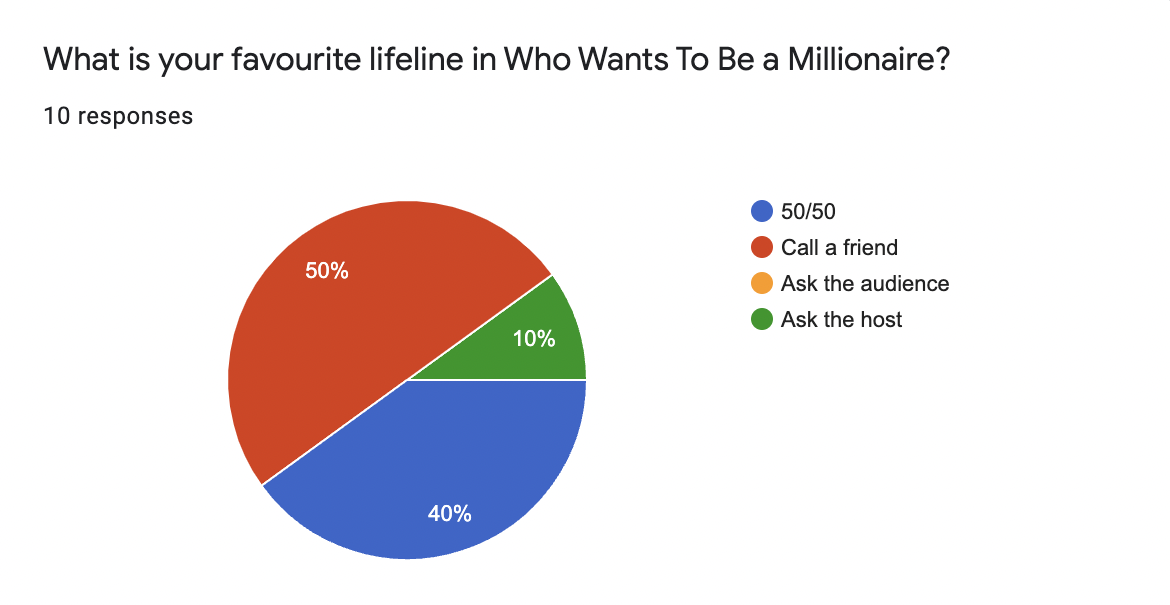 What is your favourite lifeline in Who Wants To Be a Millionaire?
10 responses
50%
10%
40%
50/50
Call a friend
Ask the audience
Ask the host